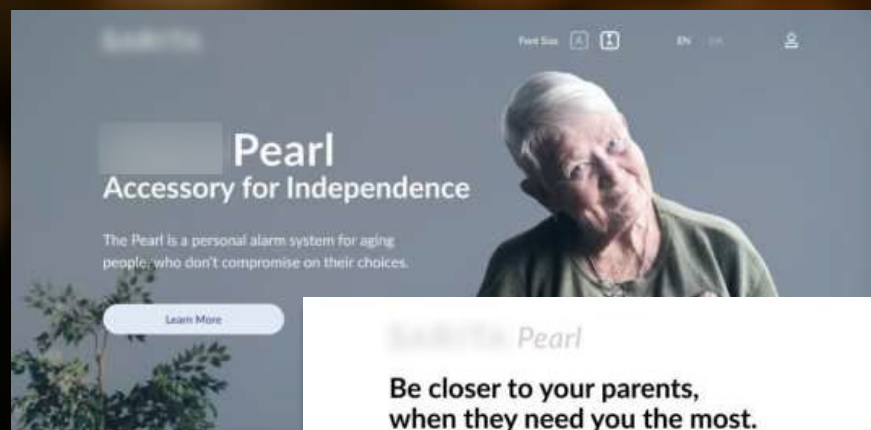 Font Size A A
EN
Pearl
Accessory for Independence
The Pearl is a personal alarm system for aging
people, who don't compromise on their choices.
Learn More
Pearl
Be closer to your parents,
when they need you the most.